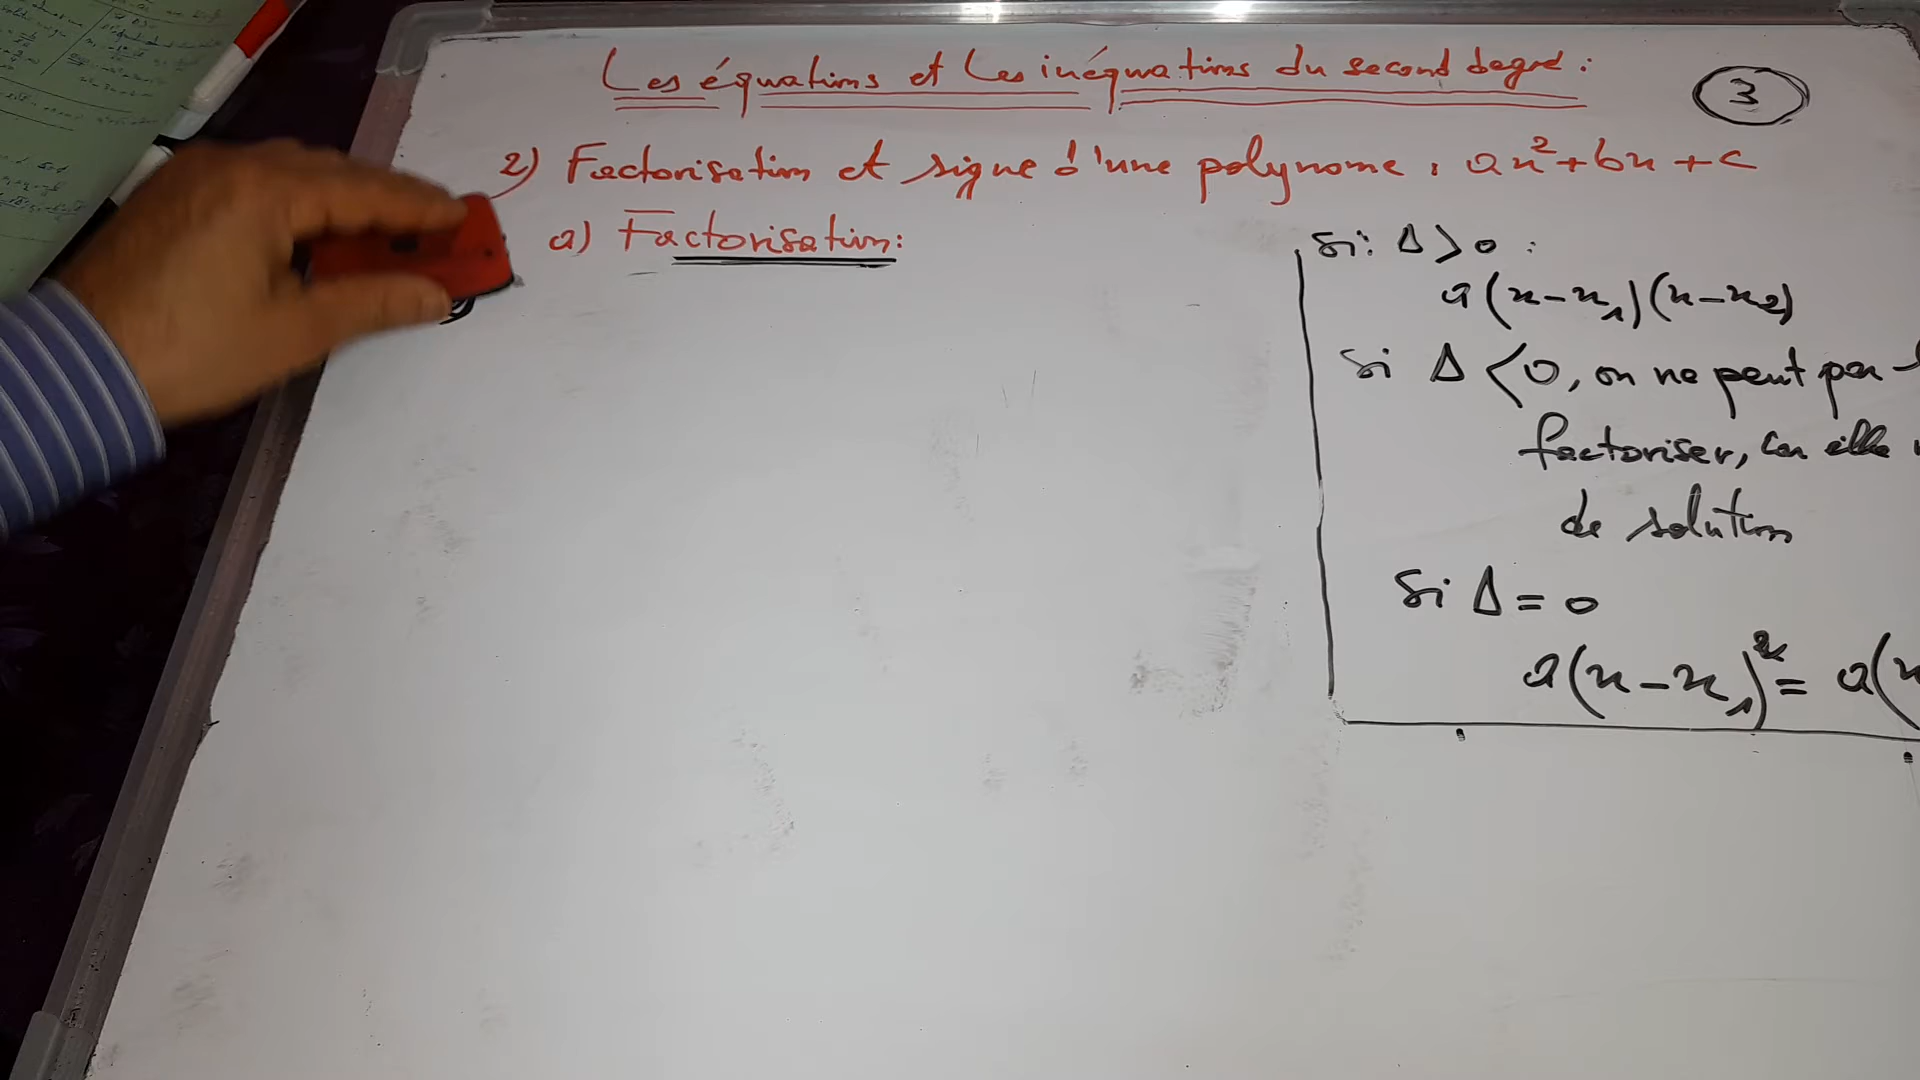 Les équations et les inéquations du second degré :
3
2) Factorisation et signe d'une polynome : ax²+bx+c
a) Factorisation:
Si: Δ > 0 :
a(x-x₁)(x-x₂)
Si Δ < 0, on ne peut pas
factoriser, car elle
de solution
Si Δ = 0
a(x-x₁)² = a(x